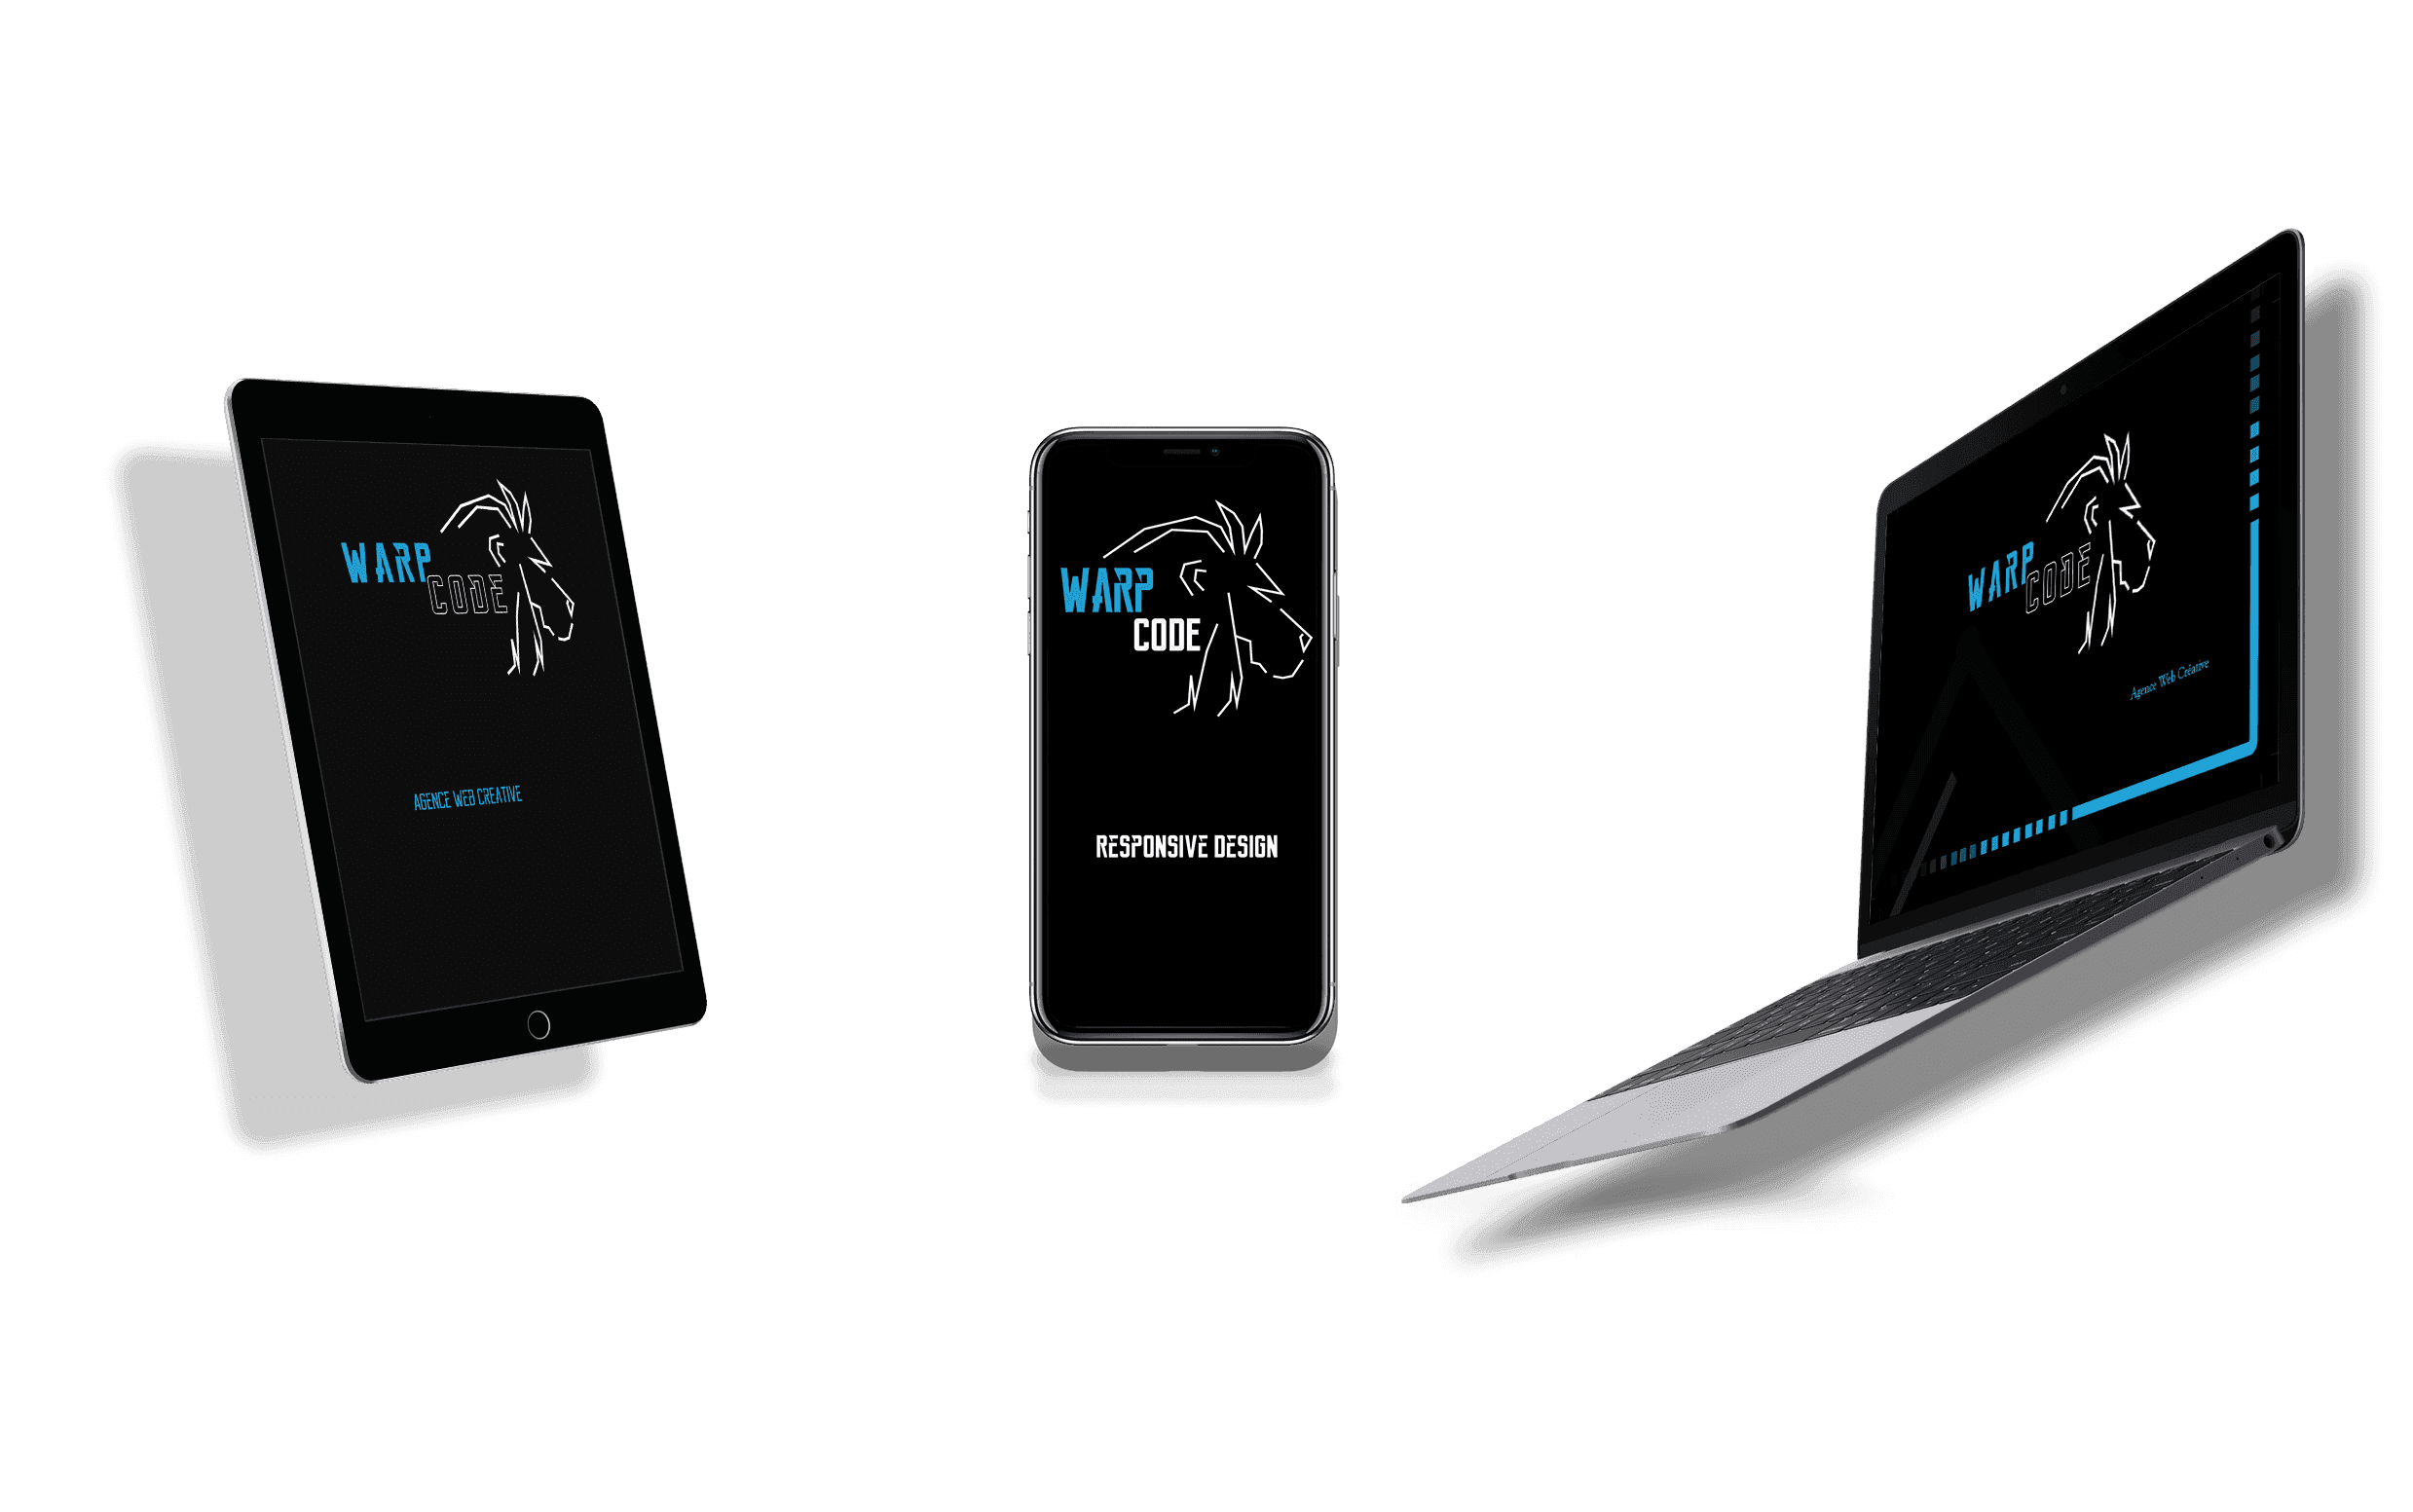 WARP
CODE
AGENCE WEB CREATIVE
WARP
CODE
RESPONSIVE DESIGN
WARP
CODE
Agence Web Créative